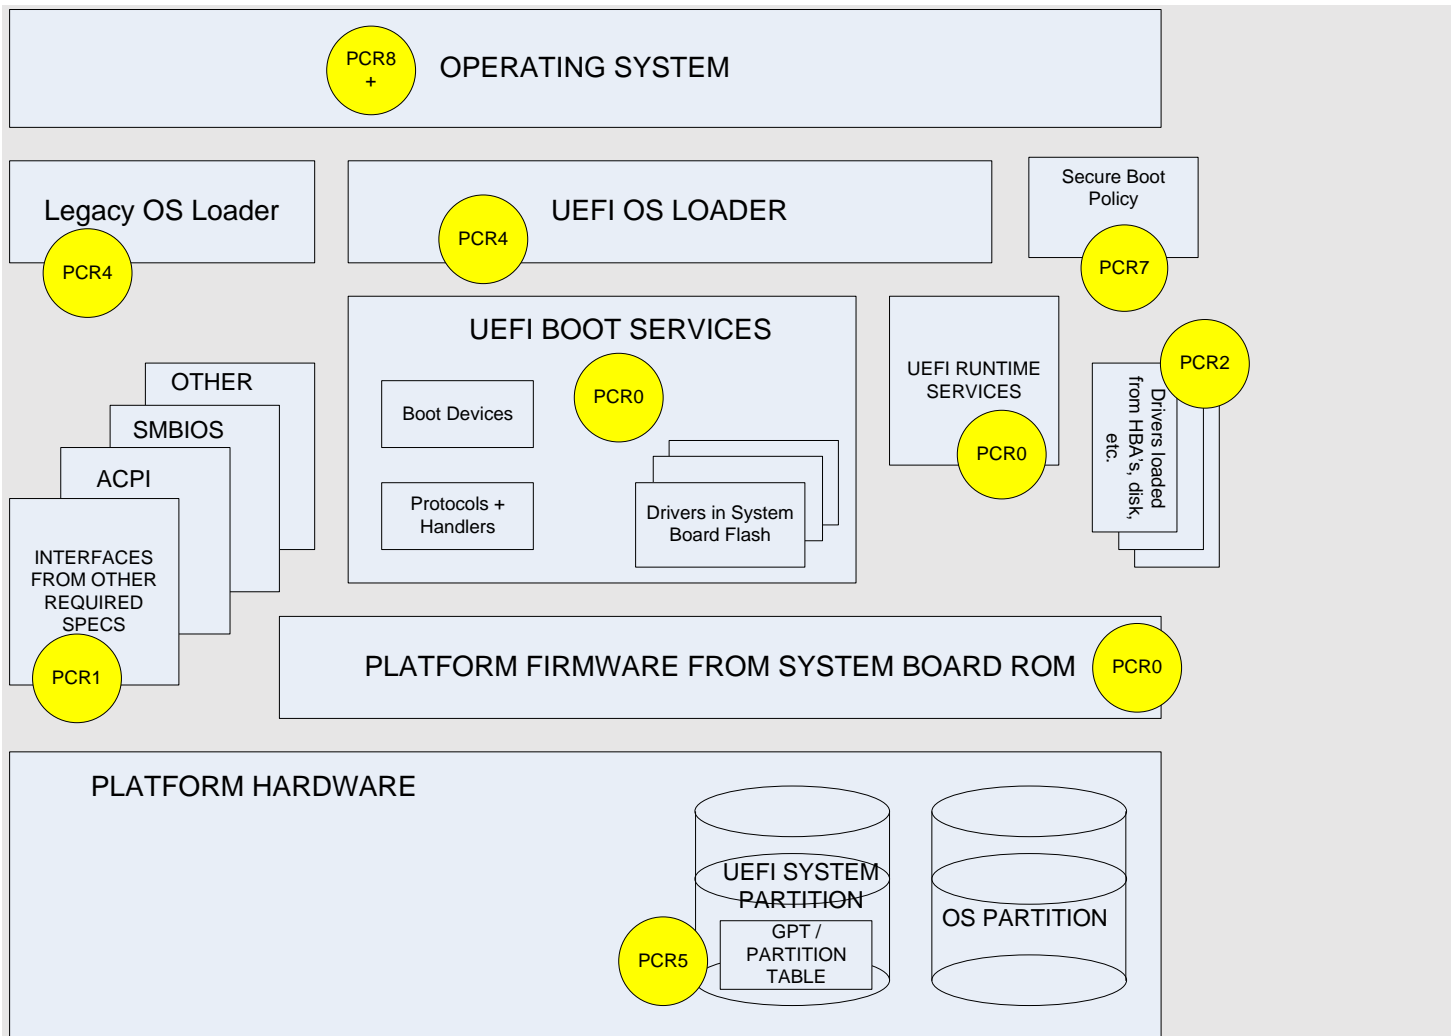 PCR8
+
OPERATING SYSTEM
Legacy OS Loader
PCR4
UEFI OS LOADER
PCR4
Secure Boot
Policy
PCR7
UEFI BOOT SERVICES
PCR0
Boot Devices
Protocols +
Handlers
Drivers in System
Board Flash
UEFI RUNTIME
SERVICES
PCR0
PCR2
Drivers loaded
from HBA's, disk,
etc.
OTHER
SMBIOS
ACPI
INTERFACES
FROM OTHER
REQUIRED
SPECS
PCR1
PLATFORM FIRMWARE FROM SYSTEM BOARD ROM
PCR0
PLATFORM HARDWARE
UEFI SYSTEM
PARTITION
GPT /
PARTITION
TABLE
PCR5
OS PARTITION